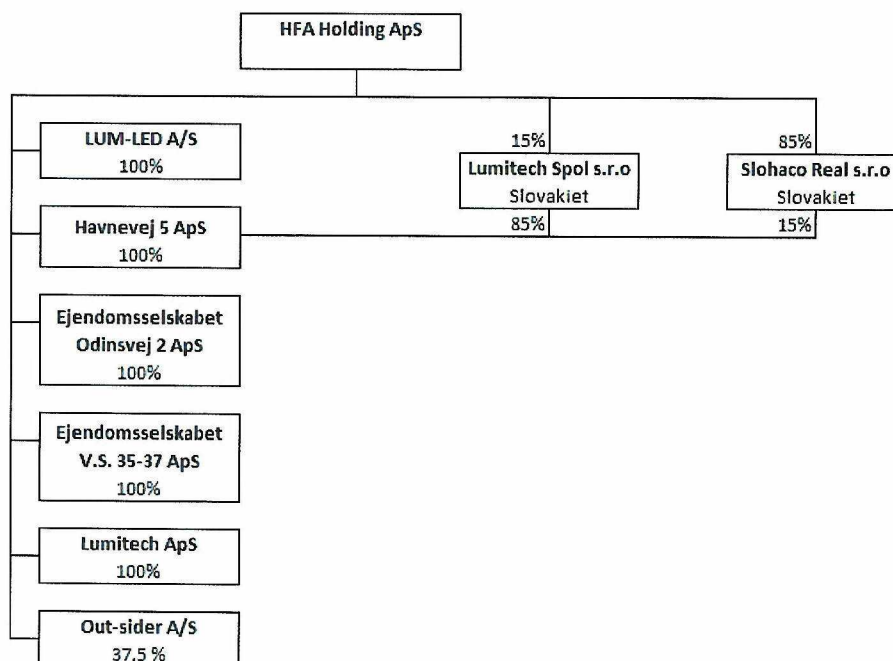 HFA Holding ApS
LUM-LED A/S
100%
15%
Lumitech Spol s.r.o
Slovakiet
85%
85%
Slohaco Real s.r.o
Slovakiet
15%
Havnevej 5 ApS
100%
Ejendomsselskabet
Odinsvej 2 ApS
100%
Ejendomsselskabet
V.S. 35-37 ApS
100%
Lumitech ApS
100%
Out-sider A/S
37,5 %